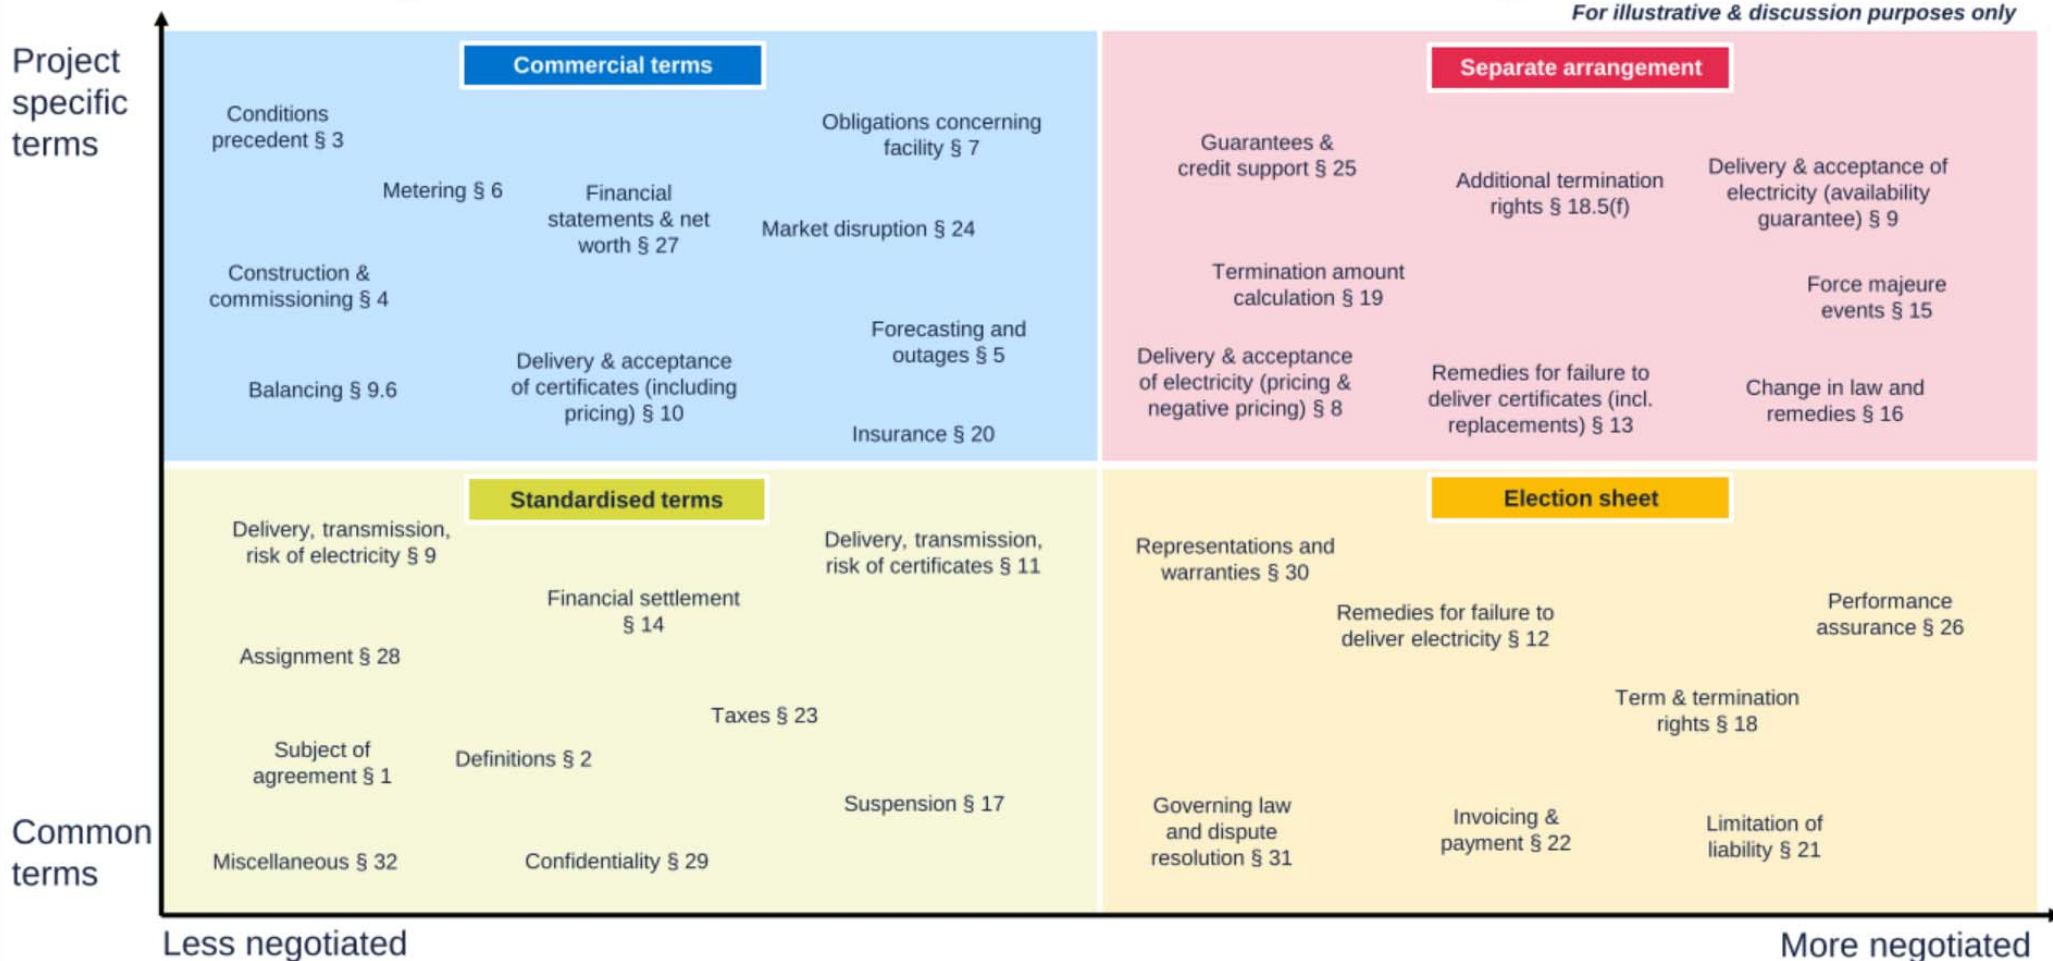 For illustrative & discussion purposes only
Project
specific
terms
Commercial terms
Conditions
precedent § 3
Obligations concerning
facility § 7
Metering § 6
Financial
statements & net
worth § 27
Market disruption § 24
Construction &
commissioning § 4
Forecasting and
outages § 5
Balancing § 9.6
Delivery & acceptance
of certificates (including
pricing) § 10
Insurance § 20
Separate arrangement
Guarantees &
credit support § 25
Additional termination
rights § 18.5(f)
Delivery & acceptance of
electricity (availability
guarantee) § 9
Termination amount
calculation § 19
Force majeure
events § 15
Delivery & acceptance
of electricity (pricing &
negative pricing) § 8
Remedies for failure to
deliver certificates (incl.
replacements) § 13
Change in law and
remedies § 16
Standardised terms
Delivery, transmission,
risk of electricity § 9
Delivery, transmission,
risk of certificates § 11
Financial settlement
§ 14
Assignment § 28
Taxes § 23
Subject of
agreement § 1
Definitions § 2
Suspension § 17
Miscellaneous § 32
Confidentiality § 29
Election sheet
Representations and
warranties § 30
Remedies for failure to
deliver electricity § 12
Performance
assurance § 26
Term & termination
rights § 18
Governing law
and dispute
resolution § 31
Invoicing &
payment § 22
Limitation of
liability § 21
Common
terms
Less negotiated
More negotiated